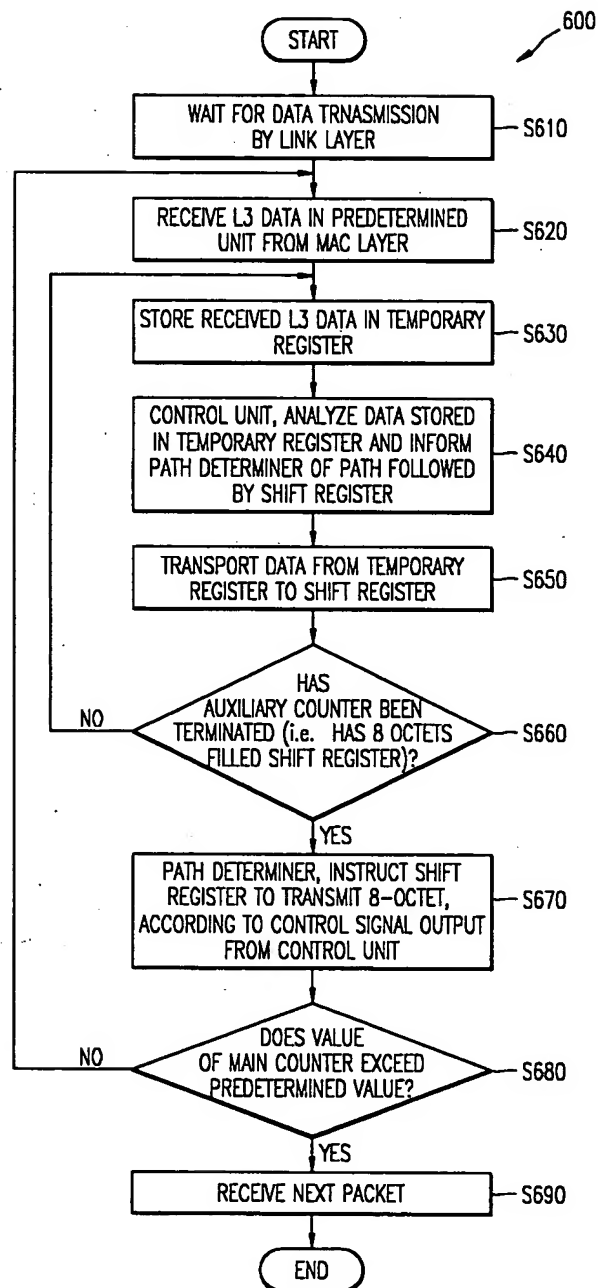 600
START
WAIT FOR DATA TRNASMISSION
BY LINK LAYER
S610
RECEIVE L3 DATA IN PREDETERMINED
UNIT FROM MAC LAYER
S620
STORE RECEIVED L3 DATA IN TEMPORARY
REGISTER
S630
CONTROL UNIT, ANALYZE DATA STORED
IN TEMPORARY REGISTER AND INFORM
PATH DETERMINER OF PATH FOLLOWED
BY SHIFT REGISTER
S640
TRANSPORT DATA FROM TEMPORARY
REGISTER TO SHIFT REGISTER
S650
HAS
AUXILIARY COUNTER BEEN
TERMINATED (i.e. HAS 8 OCTETS
FILLED SHIFT REGISTER)?
S660
NO
YES
PATH DETERMINER, INSTRUCT SHIFT
REGISTER TO TRANSMIT 8-OCTET,
ACCORDING TO CONTROL SIGNAL OUTPUT
FROM CONTROL UNIT
S670
DOES VALUE
OF MAIN COUNTER EXCEED
PREDETERMINED VALUE?
S680
NO
YES
RECEIVE NEXT PACKET
S690
END